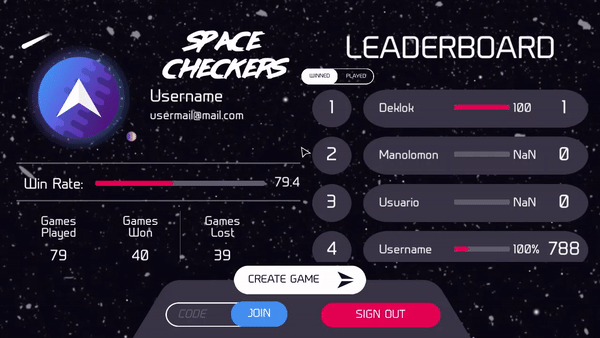 SPACE
CHECKERS
Username
usermail@mail.com
Win Rate: 79.4
Games Played 79
Games Won 40
Games Lost 39
LEADERBOARD
WINNED PLAYED
1 Deklok 100 1
2 Manolomon NaN 0
3 Usuario NaN 0
4 Username 100% 788
CREATE GAME
CODE JOIN
SIGN OUT